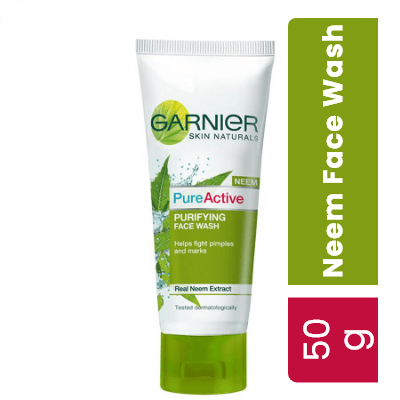 GARNIER
SKIN NATURALS
NEEM
PureActive
PURIFYING
FACE WASH
Helps fight pimples
and marks
Real Neem Extract
Tested dermatologically
Neem Face Wash
50
g